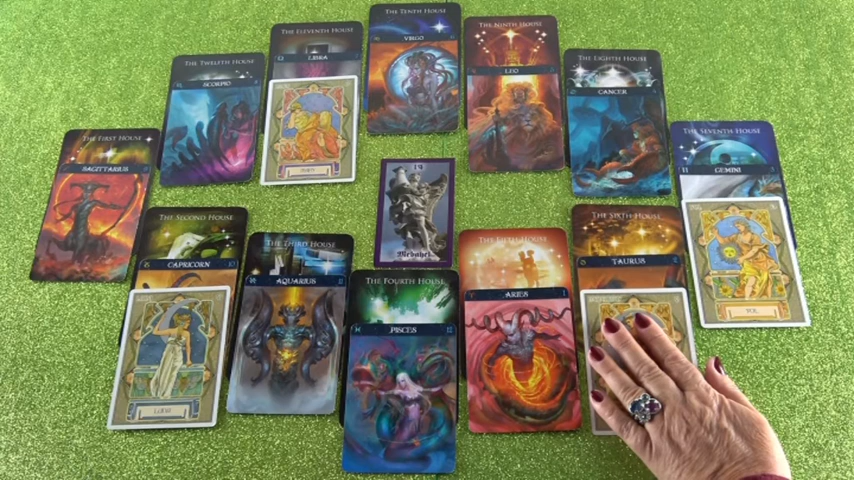 THE TENTH HOUSE
VIRGO
THE ELEVENTH HOUSE
LIBRA
THE NINTH HOUSE
LEO
THE TWELFTH HOUSE
SCORPIO
THE EIGHTH HOUSE
CANCER
THE FIRST HOUSE
SAGITTARIUS
THE SEVENTH HOUSE
GEMINI
SOL
14
Mebahel
THE SECOND HOUSE
CAPRICORN
THE THIRD HOUSE
AQUARIUS
THE FOURTH HOUSE
PISCES
THE FIFTH HOUSE
ARIES
THE SIXTH HOUSE
TAURUS